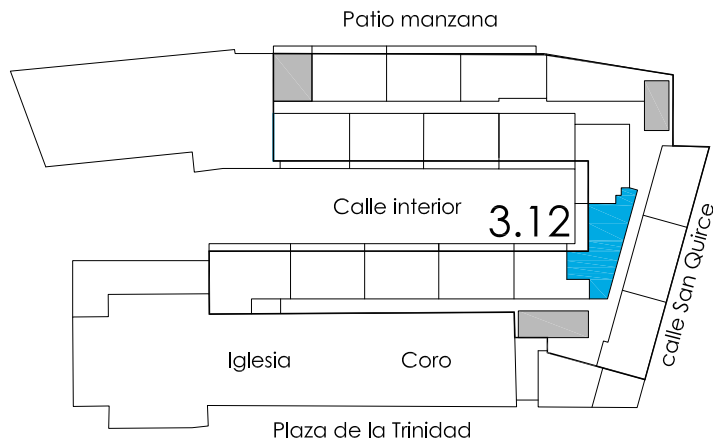 Patio manzana
Calle interior
3.12
calle San Quirce
Iglesia
Coro
Plaza de la Trinidad